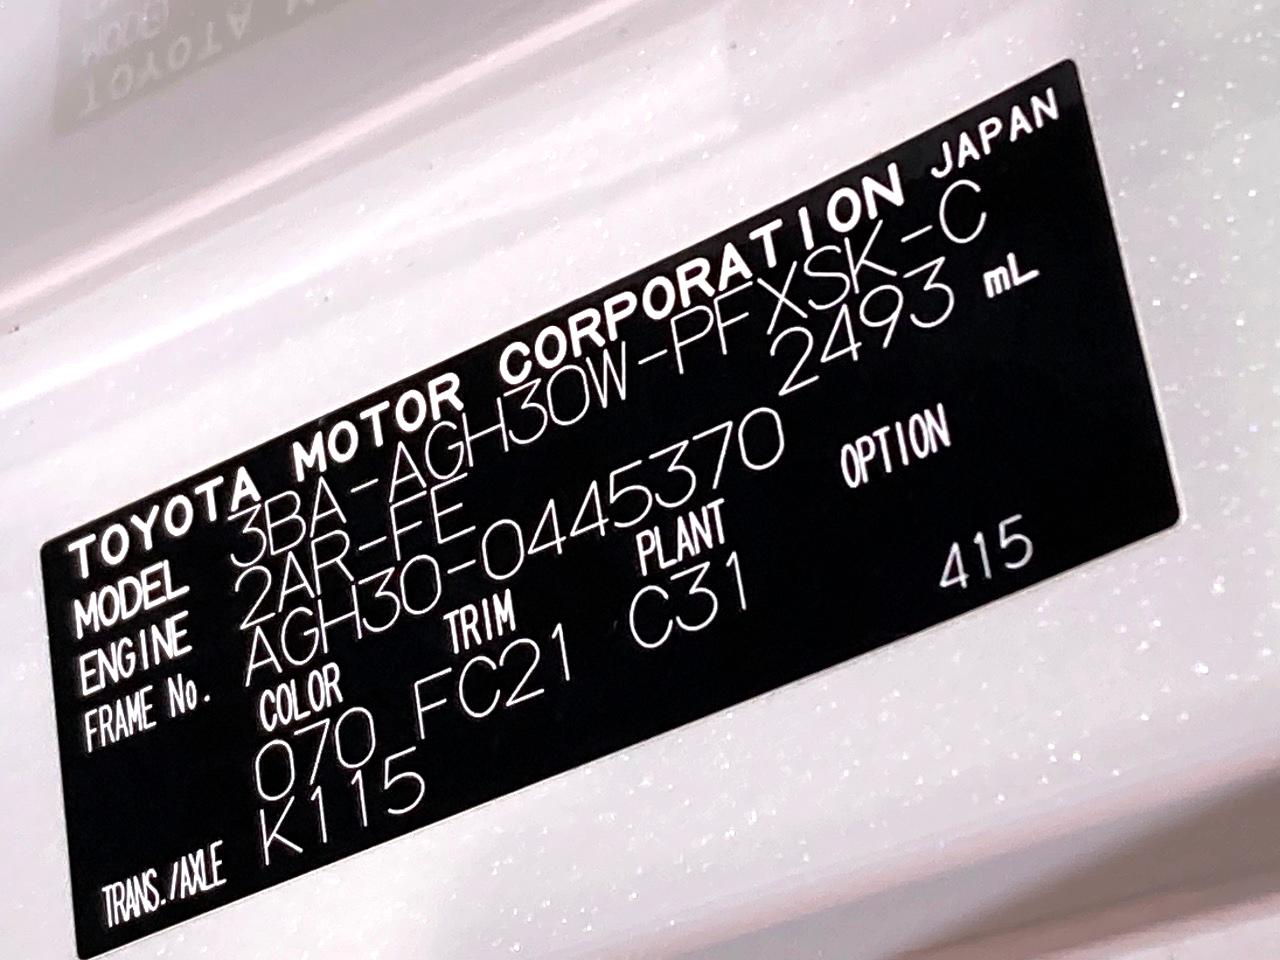 TOYOTA MOTOR CORPORATION JAPAN
MODEL 3BA-AGH30W-PFXSK-C
ENGINE 2AR-FE 2493 mL
FRAME No. AGH30-0445370
COLOR TRIM PLANT OPTION
070 FC21 C31 415
TRANS./AXLE K115